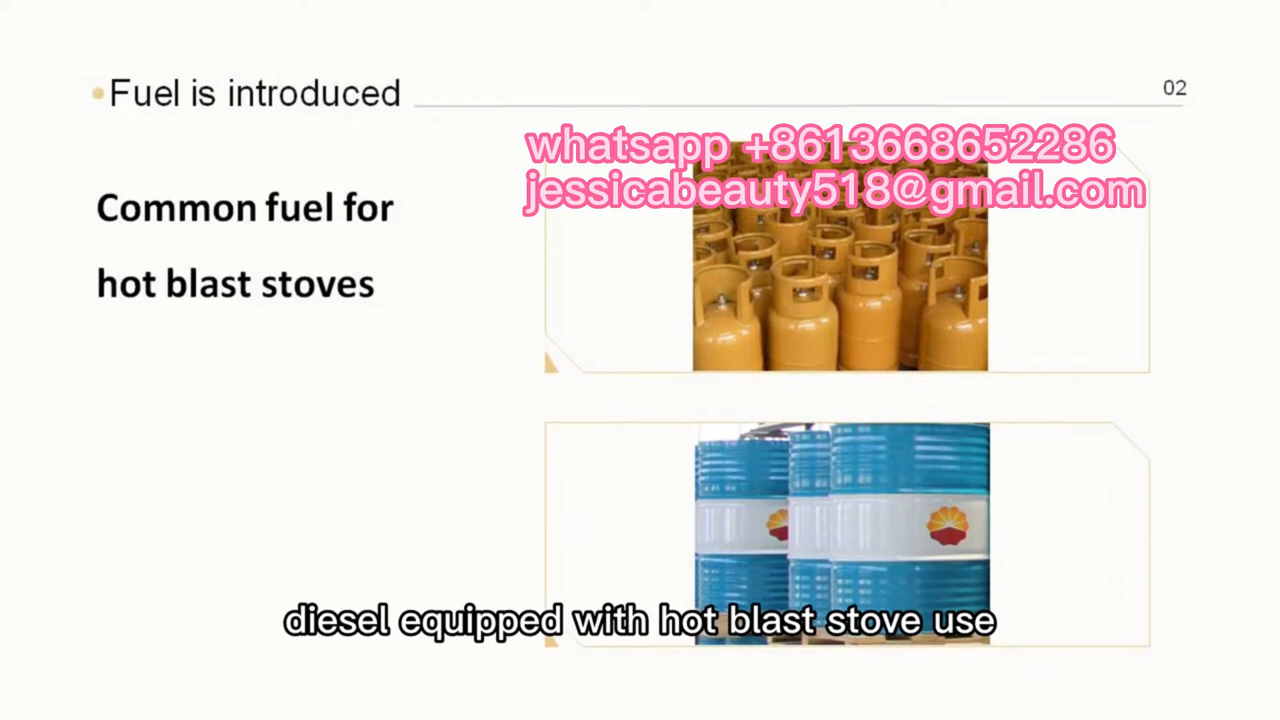 Fuel is introduced
02
whatsapp +8613668652286
jessicabeauty518@gmail.com
Common fuel for
hot blast stoves
diesel equipped with hot blast stove use